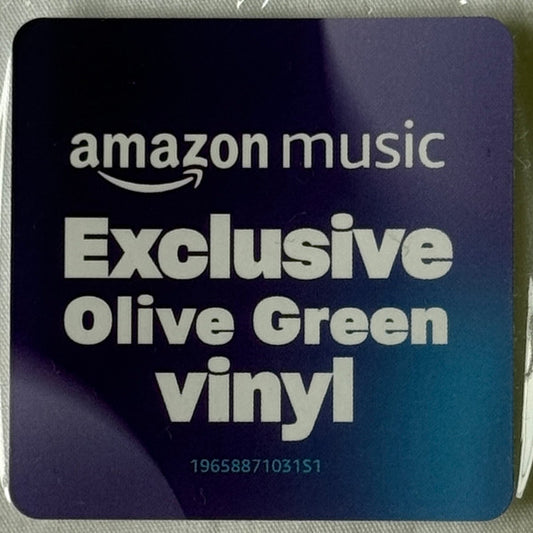 amazon music
Exclusive
Olive Green
vinyl
19658871031S1